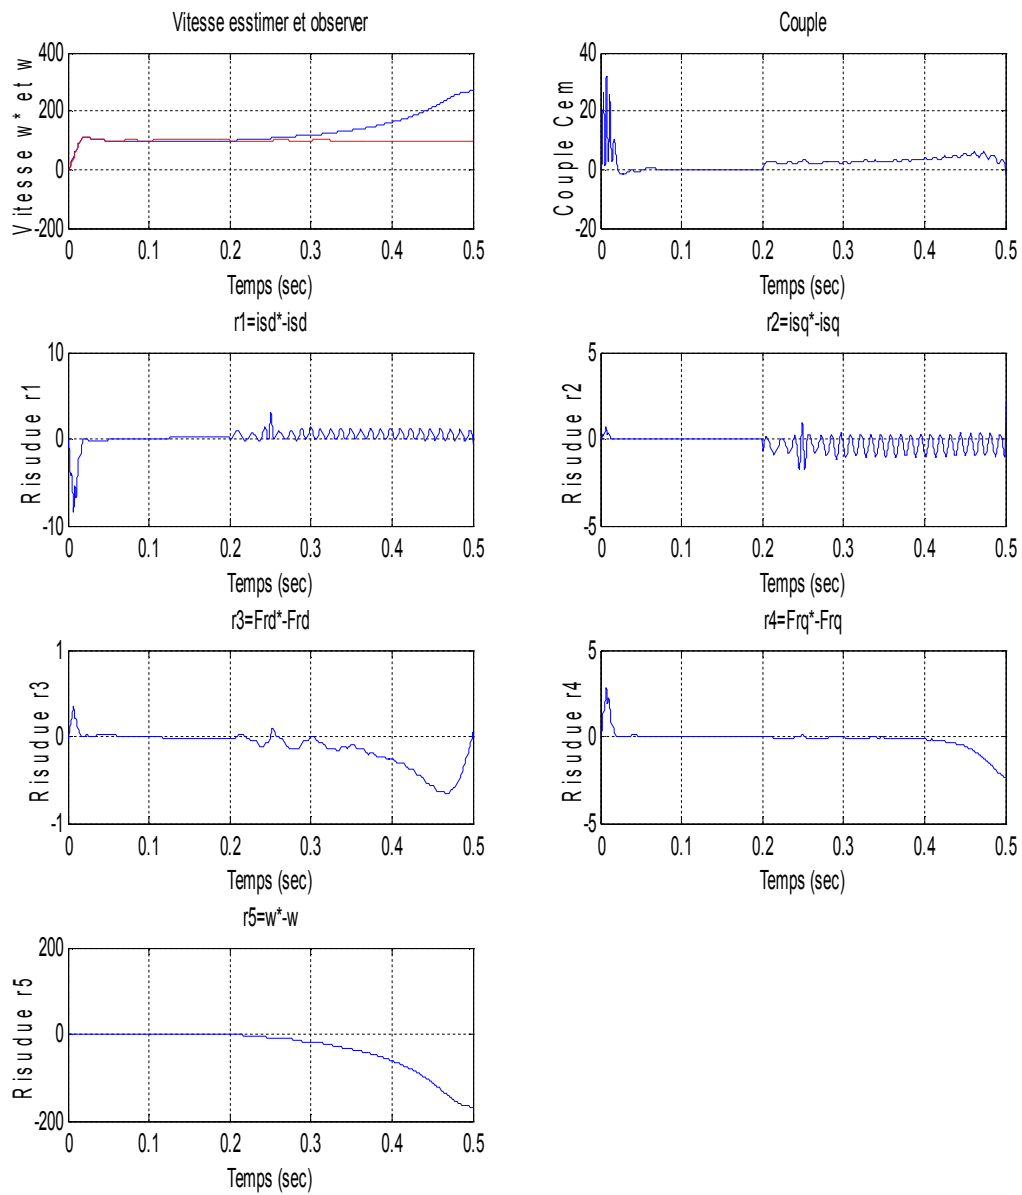 Vitesse esstimer et observer
Vitesse w* et w
400
200
0
-200
0 0.1 0.2 0.3 0.4 0.5
Temps (sec)
Couple
Couple Cem
40
20
0
-20
0 0.1 0.2 0.3 0.4 0.5
Temps (sec)
r1=isd*-isd
Risudue r1
10
0
-10
0 0.1 0.2 0.3 0.4 0.5
Temps (sec)
r2=isq*-isq
Risudue r2
5
0
-5
0 0.1 0.2 0.3 0.4 0.5
Temps (sec)
r3=Frd*-Frd
Risudue r3
1
0
-1
0 0.1 0.2 0.3 0.4 0.5
Temps (sec)
r4=Frq*-Frq
Risudue r4
5
0
-5
0 0.1 0.2 0.3 0.4 0.5
Temps (sec)
r5=w*-w
Risudue r5
200
0
-200
0 0.1 0.2 0.3 0.4 0.5
Temps (sec)